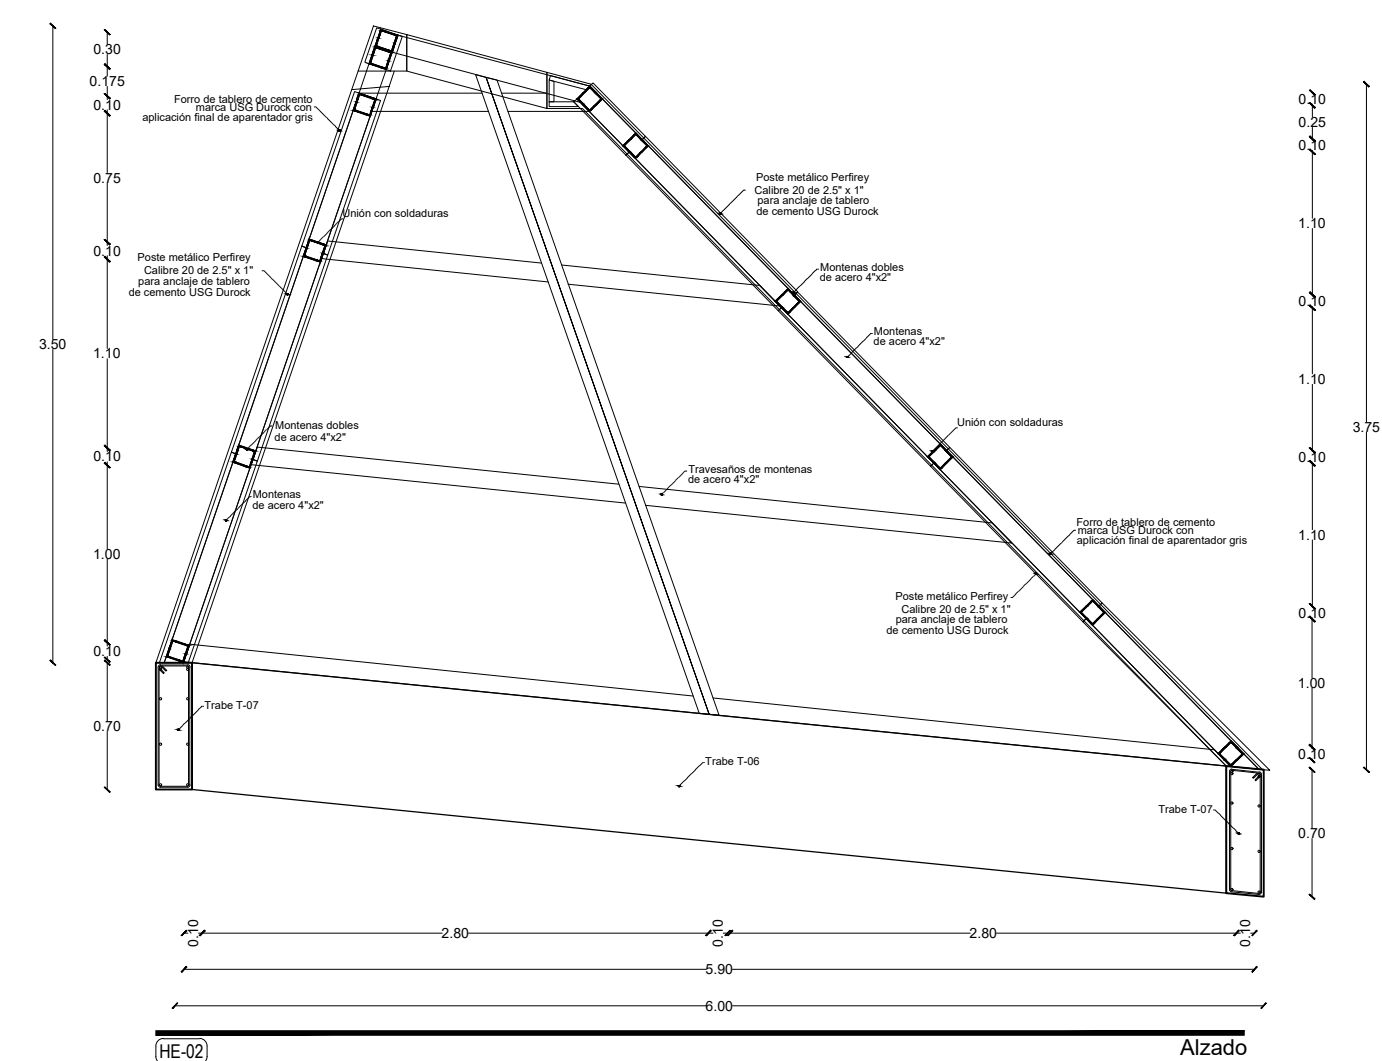 0.30
0.175
0.10
0.75
0.10
1.10
0.10
1.00
0.10
0.70
3.50
Forro de tablero de cemento
marca USG Durock con
aplicación final de aparentador gris
Unión con soldaduras
Poste metálico Perfirey
Calibre 20 de 2.5" x 1"
para anclaje de tablero
de cemento USG Durock
Montenas dobles
de acero 4"x2"
Montenas
de acero 4"x2"
Trabe T-07
Poste metálico Perfirey
Calibre 20 de 2.5" x 1"
para anclaje de tablero
de cemento USG Durock
Montenas dobles
de acero 4"x2"
Montenas
de acero 4"x2"
Unión con soldaduras
Travesaños de montenas
de acero 4"x2"
Forro de tablero de cemento
marca USG Durock con
aplicación final de aparentador gris
Poste metálico Perfirey
Calibre 20 de 2.5" x 1"
para anclaje de tablero
de cemento USG Durock
Trabe T-06
Trabe T-07
0.10
0.25
0.10
1.10
0.10
1.10
0.10
1.10
0.10
1.00
0.10
0.70
3.75
0.10
2.80
0.10
2.80
0.10
5.90
6.00
HE-02
Alzado